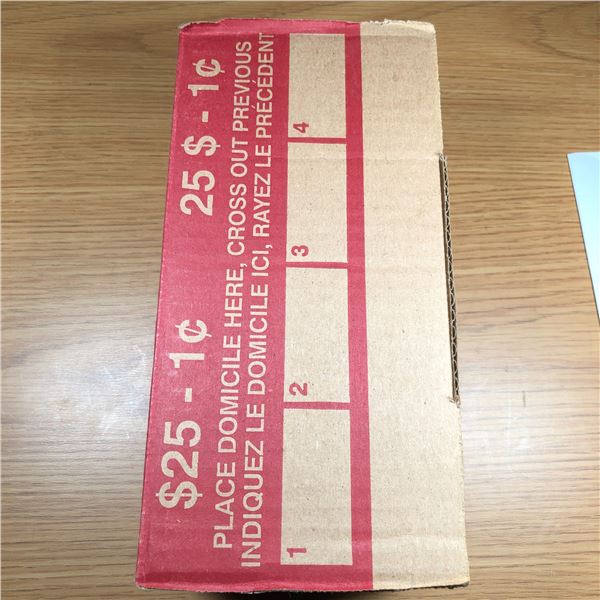 $25 - 1¢ 25 $ - 1¢
PLACE DOMICILE HERE, CROSS OUT PREVIOUS
INDIQUEZ LE DOMICILE ICI, RAYEZ LE PRÉCÉDENT
1 2 3 4